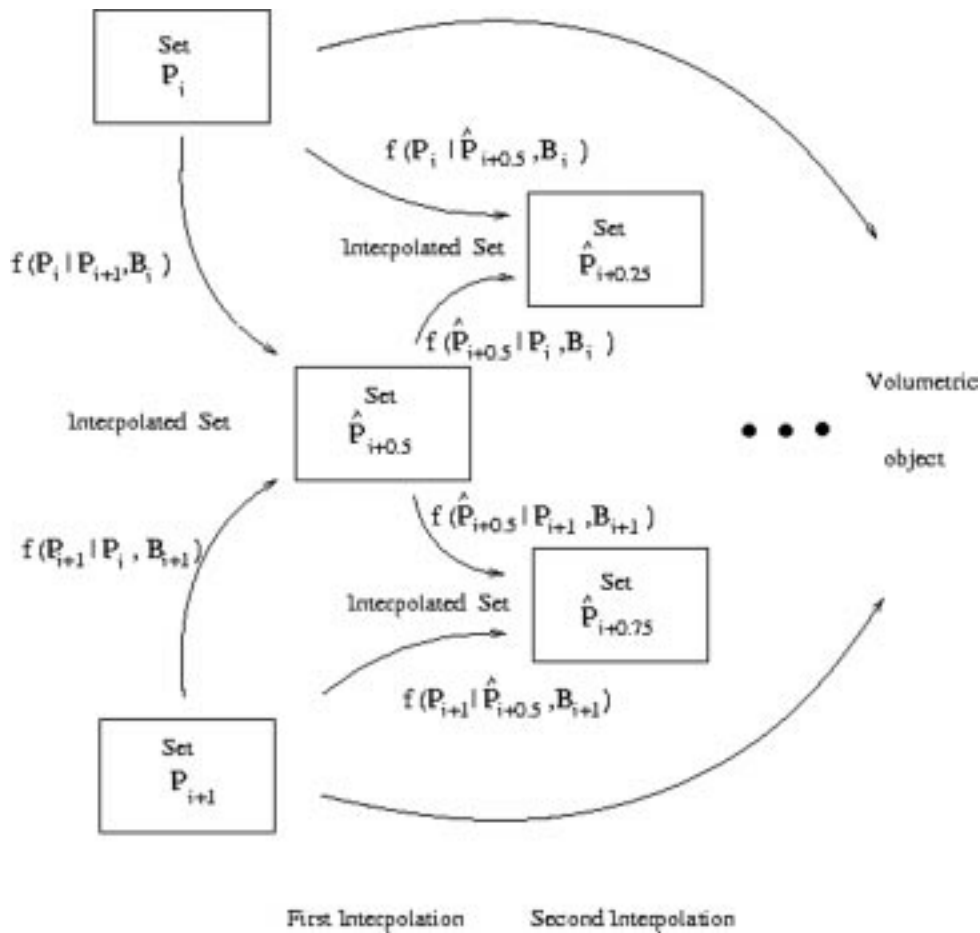 Set
P_i
f(P_i | P̂_{i+0.5}, B_i)
Set
P̂_{i+0.25}
Interpolated Set
f(P_i | P_{i+1}, B_i)
f(P̂_{i+0.5} | P_i, B_i)
Set
P̂_{i+0.5}
Interpolated Set
Volumetric
object
f(P̂_{i+0.5} | P_{i+1}, B_{i+1})
f(P_{i+1} | P_i, B_{i+1})
Set
P̂_{i+0.75}
Interpolated Set
f(P_{i+1} | P̂_{i+0.5}, B_{i+1})
Set
P_{i+1}
First Interpolation
Second Interpolation